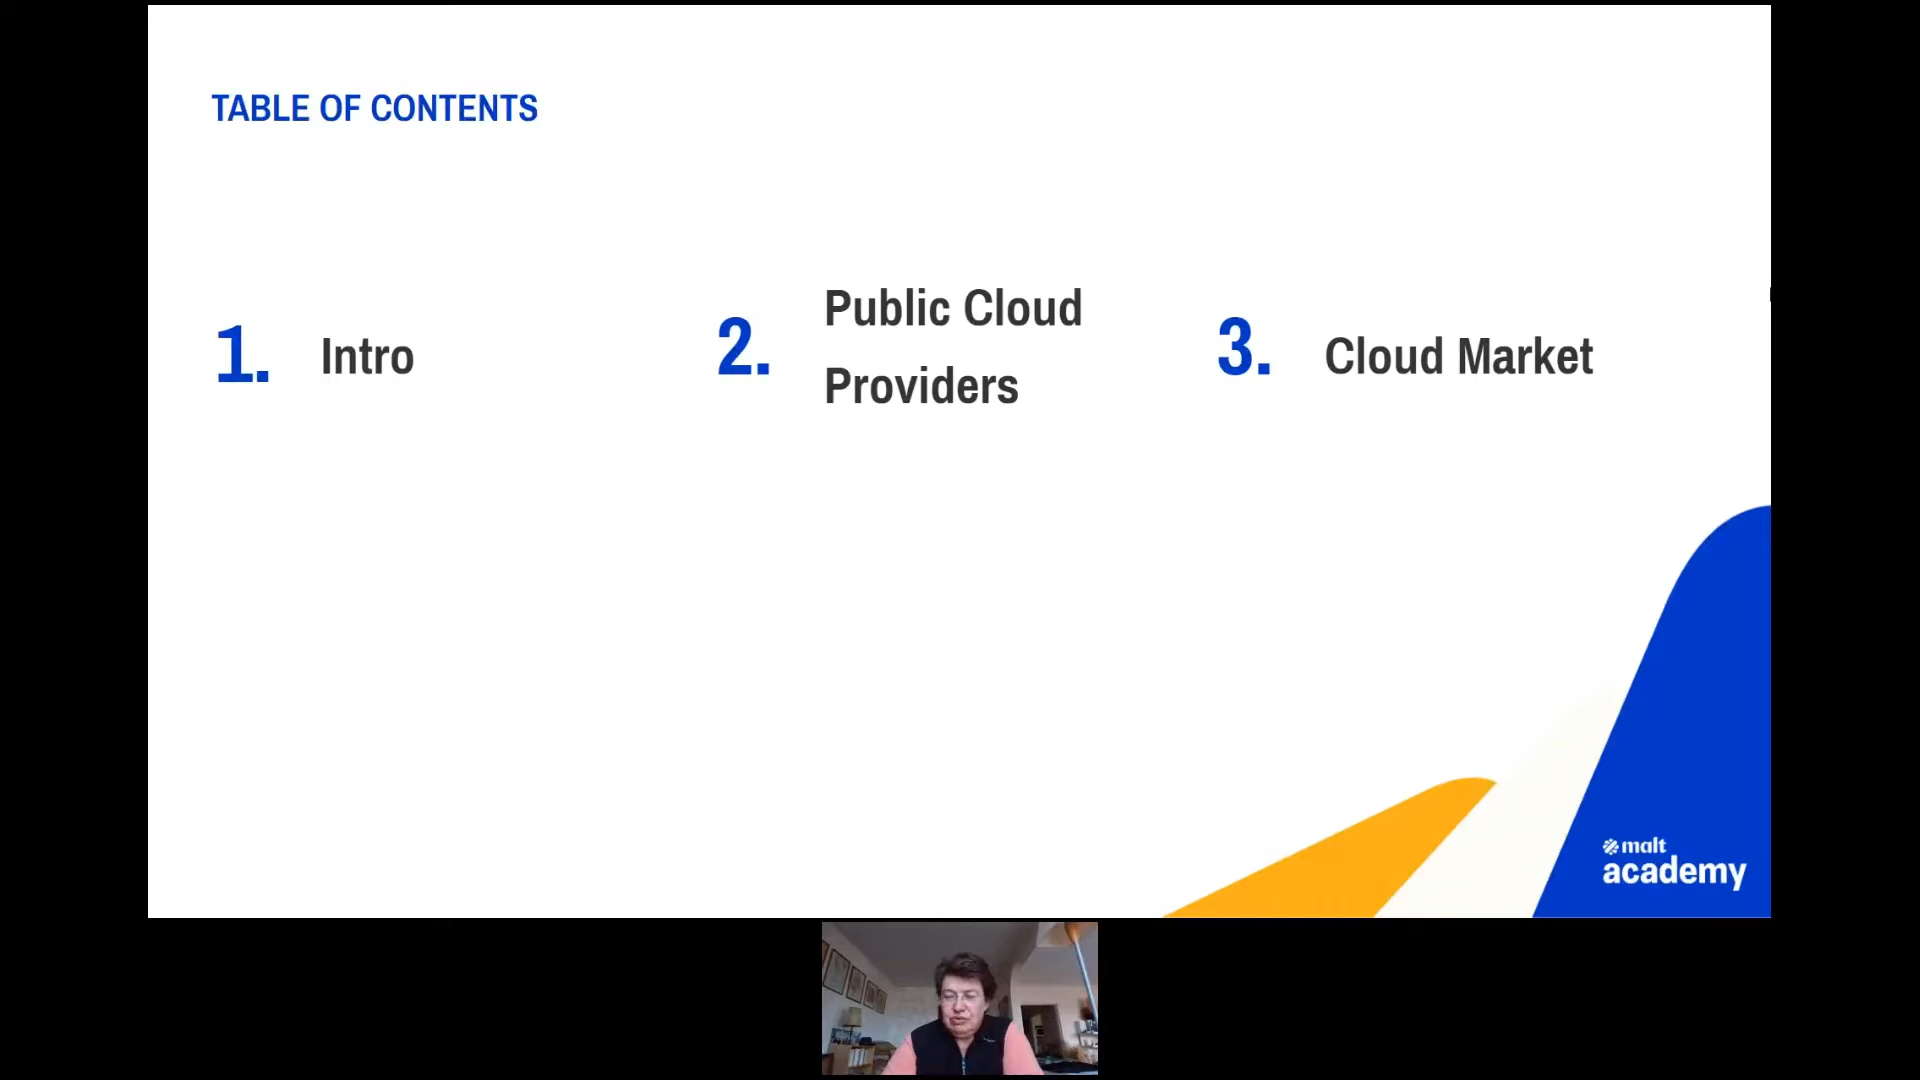 TABLE OF CONTENTS
1. Intro
2. Public Cloud
Providers
3. Cloud Market
malt
academy